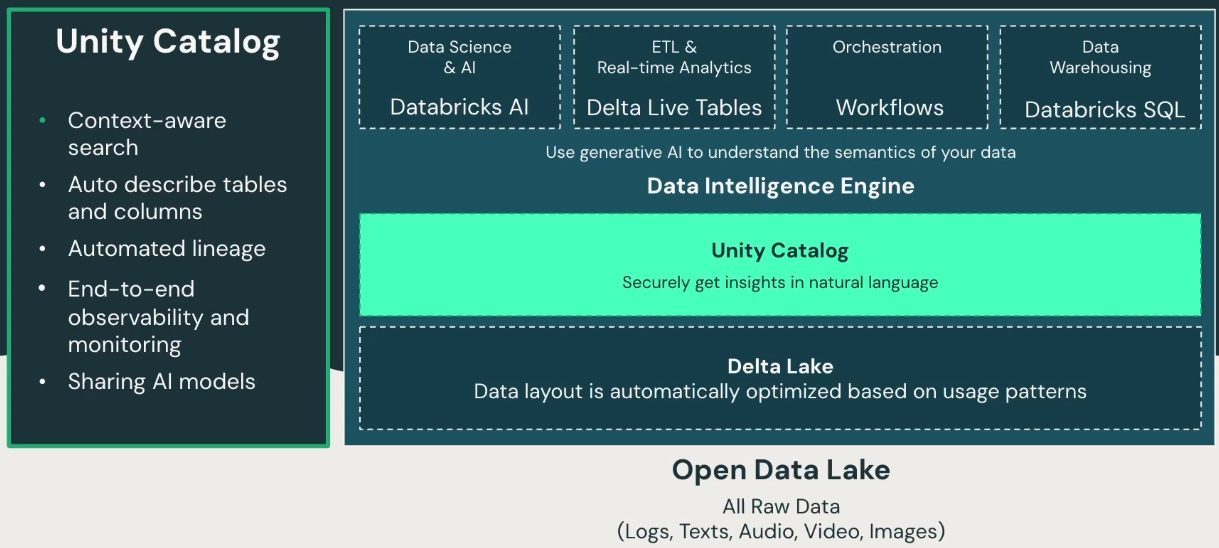 Unity Catalog
• Context-aware
search
• Auto describe tables
and columns
• Automated lineage
• End-to-end
observability and
monitoring
• Sharing AI models
Data Science
& AI
Databricks AI
ETL &
Real-time Analytics
Delta Live Tables
Orchestration
Workflows
Data
Warehousing
Databricks SQL
Use generative AI to understand the semantics of your data
Data Intelligence Engine
Unity Catalog
Securely get insights in natural language
Delta Lake
Data layout is automatically optimized based on usage patterns
Open Data Lake
All Raw Data
(Logs, Texts, Audio, Video, Images)